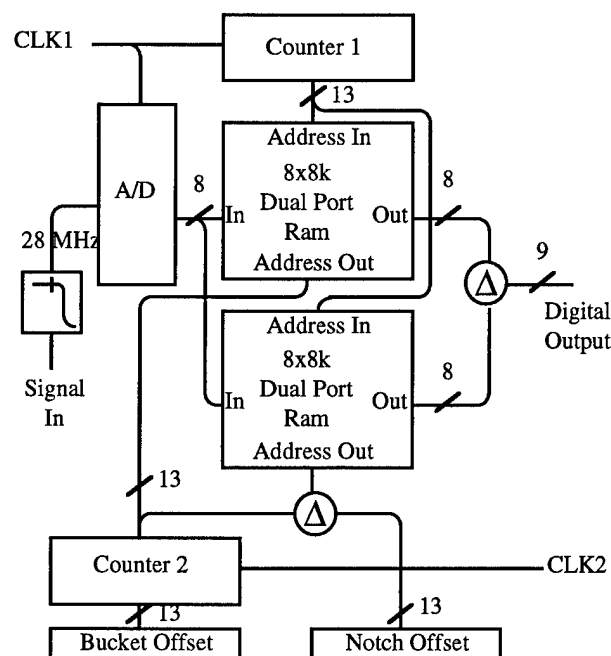 CLK1
Counter 1
13
Address In
8x8k
Dual Port
Ram
In
Out
Address Out
A/D
8
8
28 MHz
Signal
In
Δ
9
Digital
Output
Address In
8x8k
Dual Port
Ram
In
Out
Address Out
8
13
Δ
Counter 2
CLK2
13
13
Bucket Offset
Notch Offset